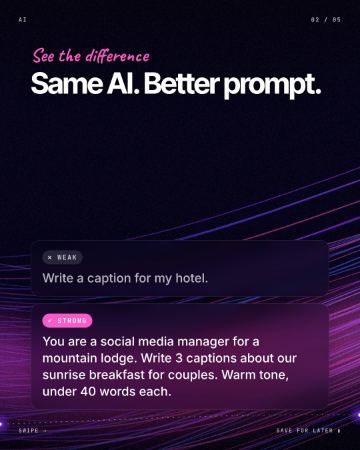 AI
02 / 05
See the difference
Same AI. Better prompt.
× WEAK
Write a caption for my hotel.
✓ STRONG
You are a social media manager for a
mountain lodge. Write 3 captions about our
sunrise breakfast for couples. Warm tone,
under 40 words each.
SWIPE →
SAVE FOR LATER